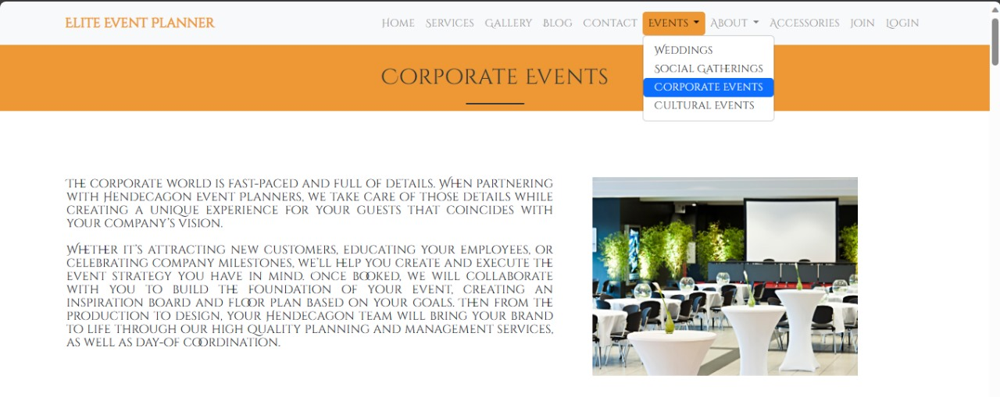 Elite Event Planner
Home Services Gallery Blog Contact Events About Accessories Join Login
Weddings
Social Gatherings
Corporate Events
Cultural Events
Corporate Events
The corporate world is fast-paced and full of details. When partnering
with Hendecagon Event Planners, we take care of those details while
creating a unique experience for your guests that coincides with
your company's vision.
Whether it's attracting new customers, educating your employees, or
celebrating company milestones, we'll help you create and execute the
event strategy you have in mind. Once booked, we will collaborate
with you to build the foundation of your event, creating an
inspiration board and floor plan based on your goals. Then from the
production to design, your Hendecagon team will bring your brand
to life through our high quality planning and management services,
as well as day-of coordination.